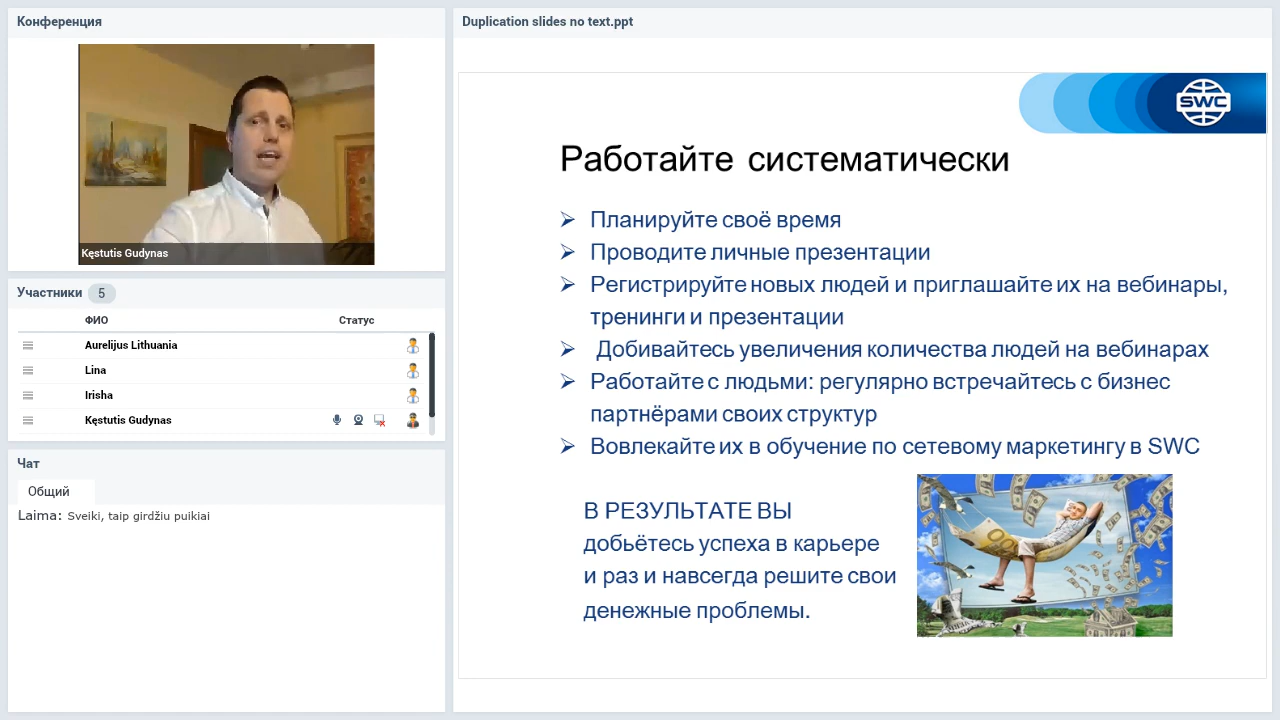 Конференция
Kęstutis Gudynas
Участники 5
ФИО Статус
Aurelijus Lithuania
Lina
Irisha
Kęstutis Gudynas
Чат
Общий
Laima: Sveiki, taip girdžiu puikiai
Duplication slides no text.ppt
SWC
Работайте систематически
Планируйте своё время
Проводите личные презентации
Регистрируйте новых людей и приглашайте их на вебинары,
тренинги и презентации
Добивайтесь увеличения количества людей на вебинарах
Работайте с людьми: регулярно встречайтесь с бизнес
партнёрами своих структур
Вовлекайте их в обучение по сетевому маркетингу в SWC
В РЕЗУЛЬТАТЕ ВЫ
добьётесь успеха в карьере
и раз и навсегда решите свои
денежные проблемы.